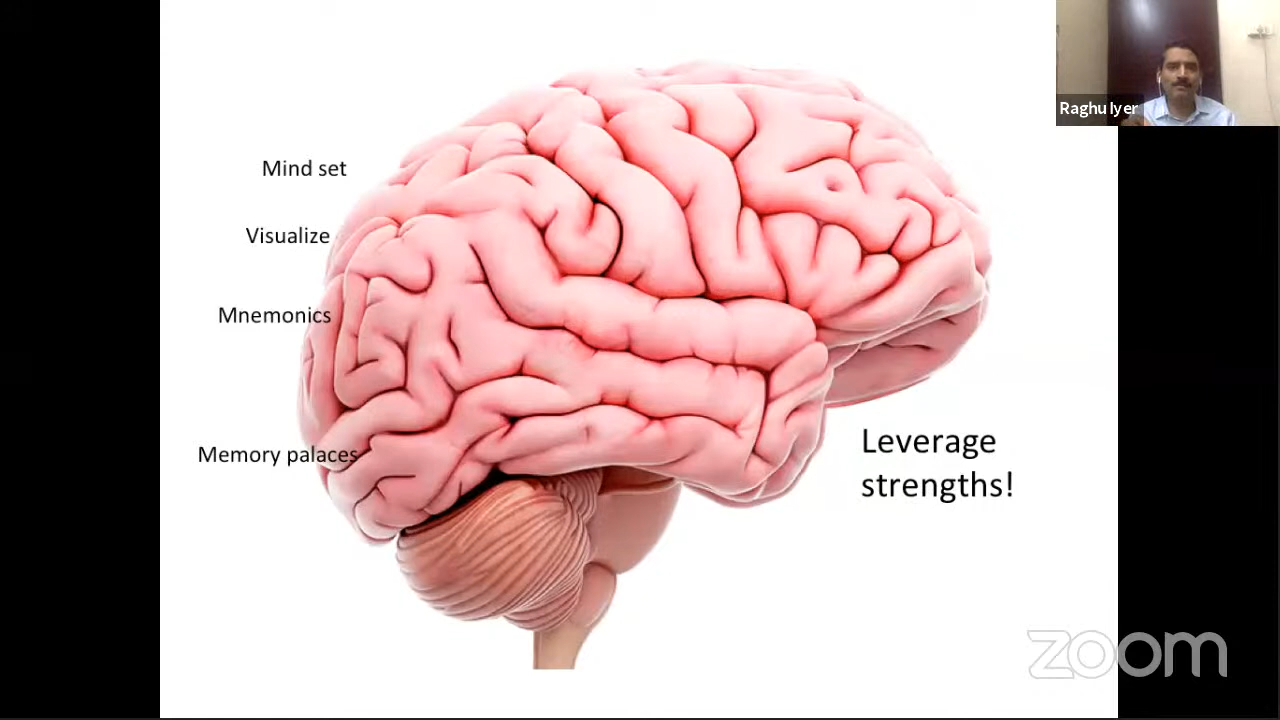 Raghu Iyer
Mind set
Visualize
Mnemonics
Memory palaces
Leverage
strengths!
zoom